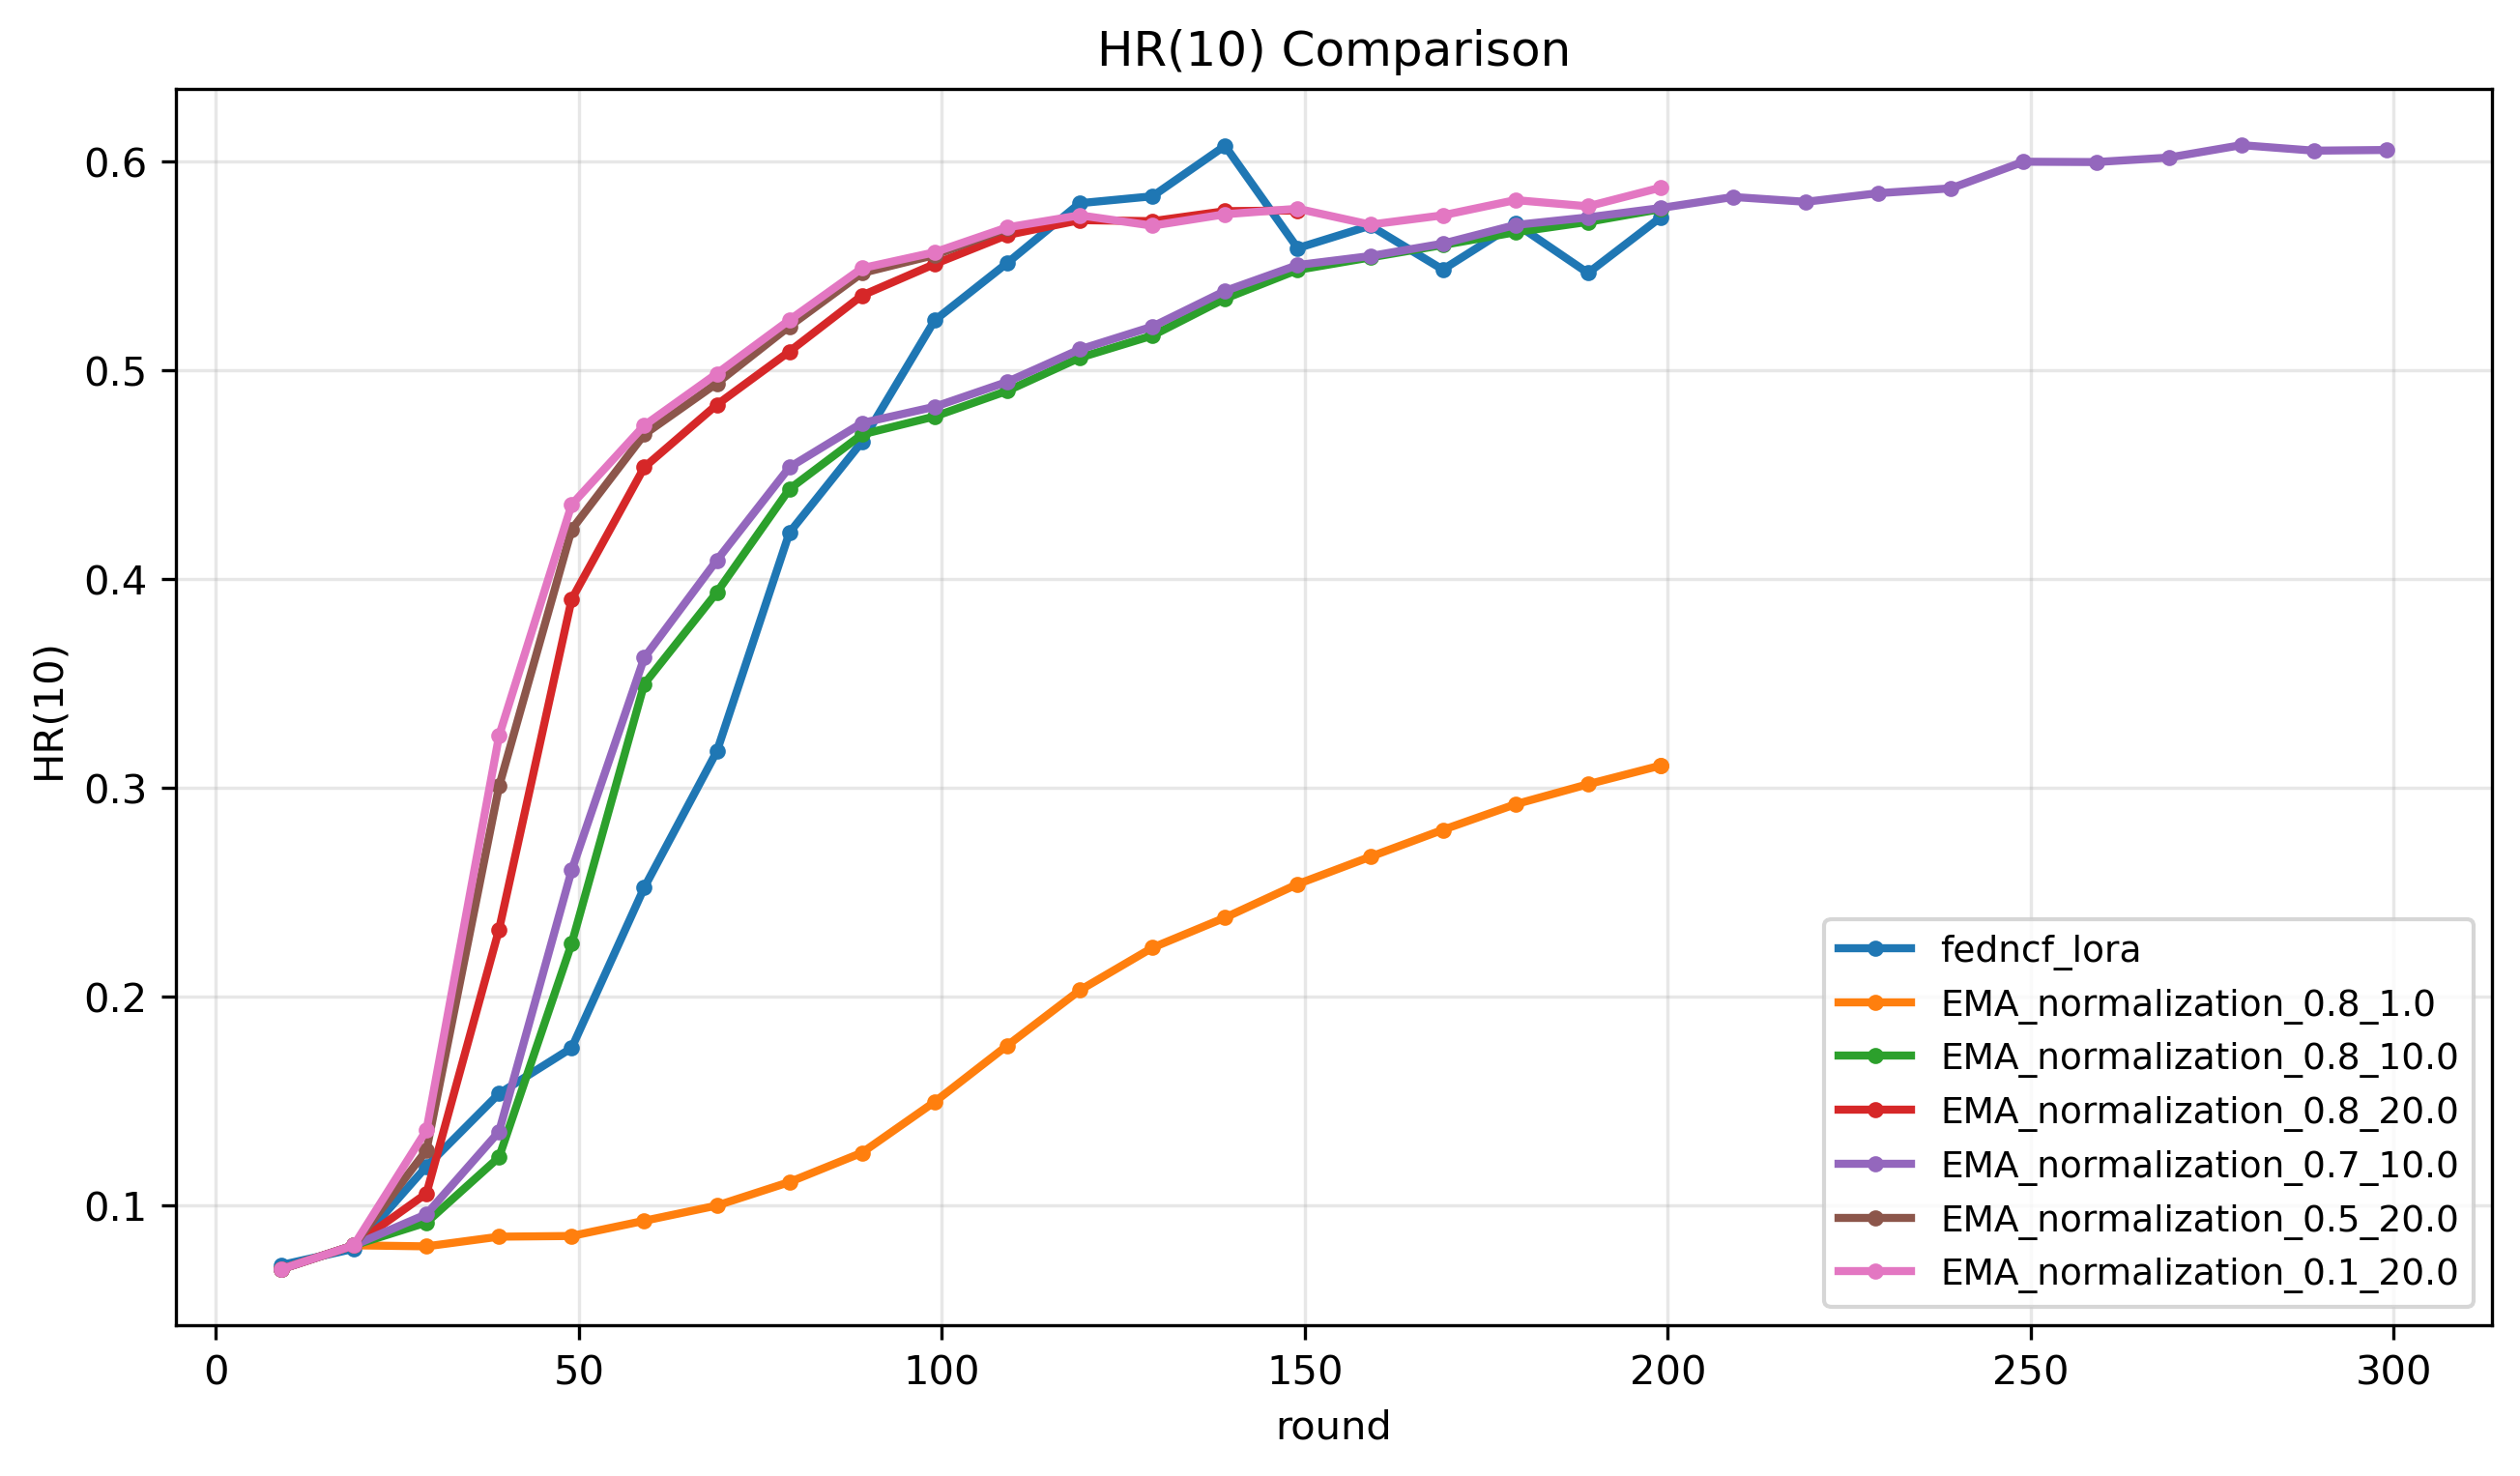 HR(10) Comparison
HR(10)
0.6
0.5
0.4
0.3
0.2
0.1
0 50 100 150 200 250 300
round
fedncf_lora
EMA_normalization_0.8_1.0
EMA_normalization_0.8_10.0
EMA_normalization_0.8_20.0
EMA_normalization_0.7_10.0
EMA_normalization_0.5_20.0
EMA_normalization_0.1_20.0